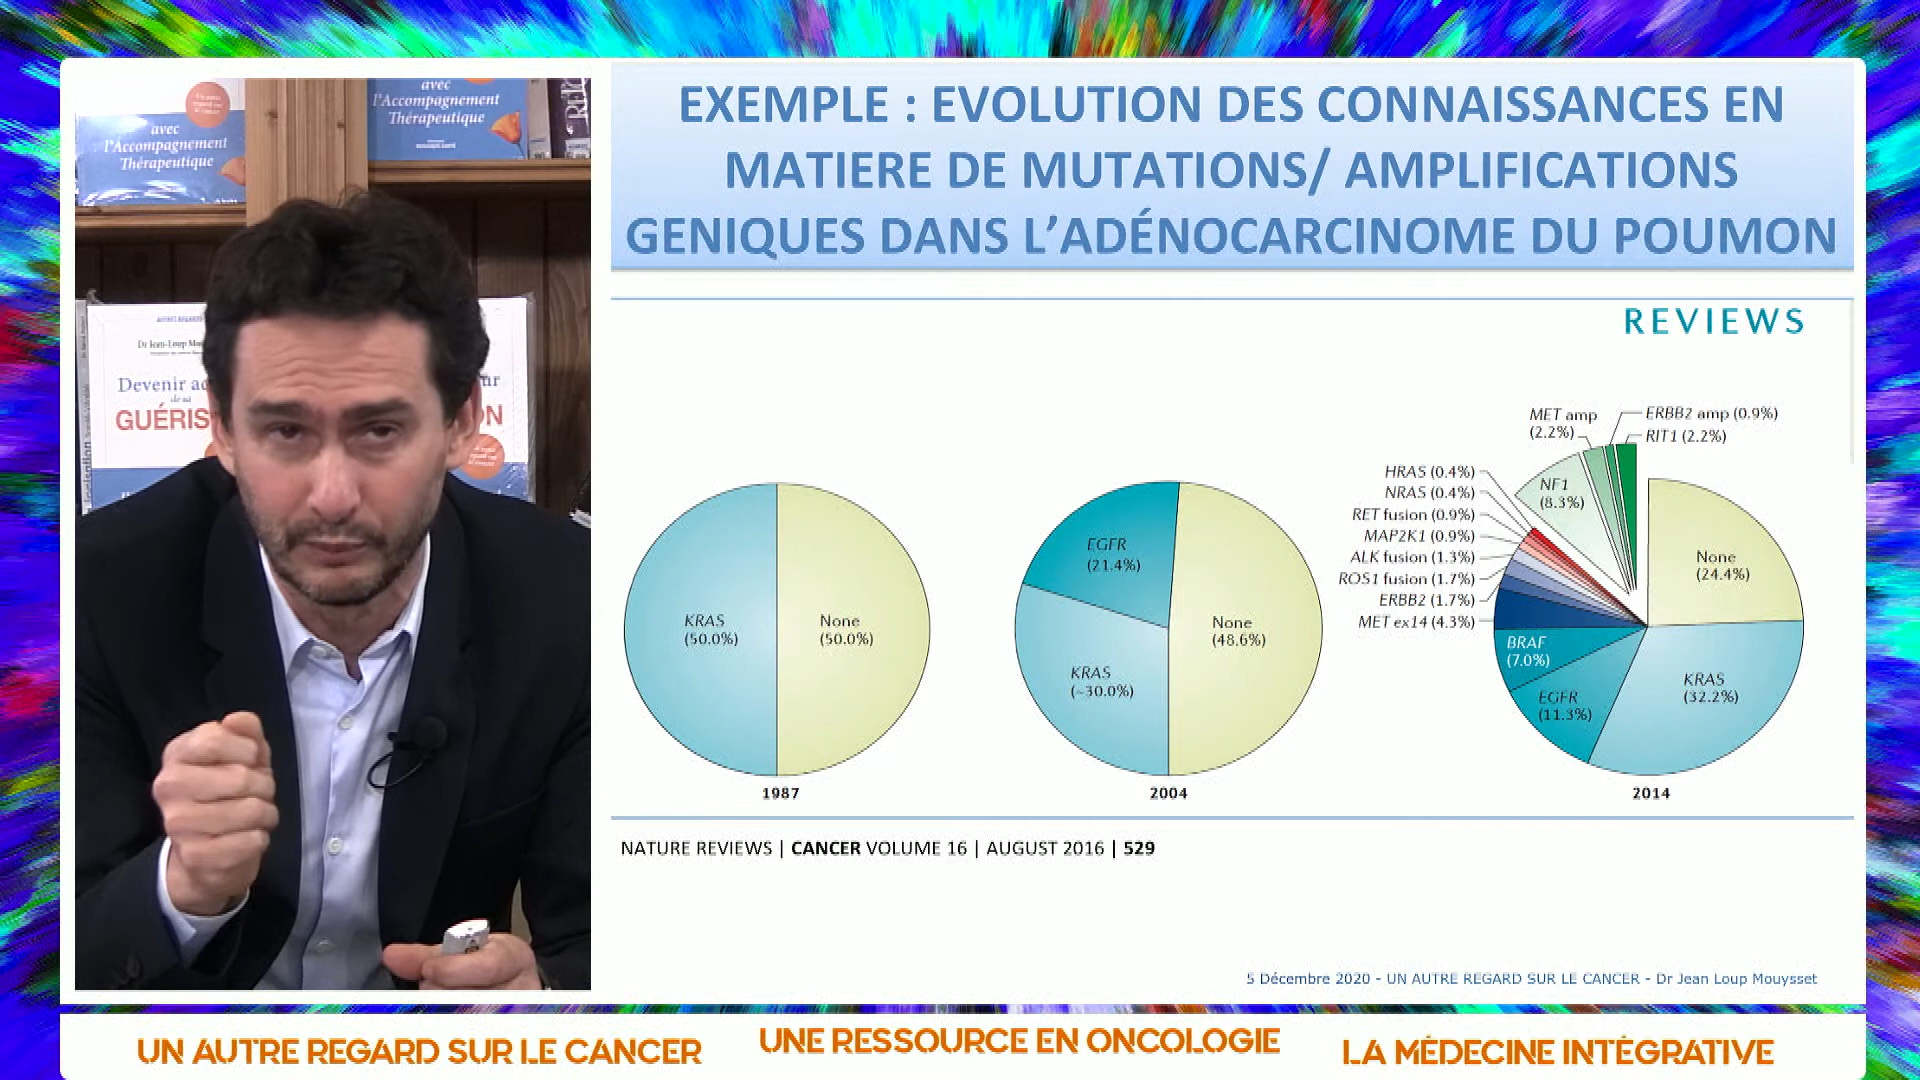 avec
l'Accompagnement
Thérapeutique
avec
l'Accompagnement
Thérapeutique
Devenir
de sa
GUÉRIS
ON
EXEMPLE : EVOLUTION DES CONNAISSANCES EN
MATIERE DE MUTATIONS/ AMPLIFICATIONS
GENIQUES DANS L’ADÉNOCARCINOME DU POUMON
REVIEWS
KRAS
(50.0%)
None
(50.0%)
1987
EGFR
(21.4%)
KRAS
(~30.0%)
None
(48.6%)
2004
MET amp
(2.2%)
ERBB2 amp (0.9%)
RIT1 (2.2%)
HRAS (0.4%)
NRAS (0.4%)
RET fusion (0.9%)
MAP2K1 (0.9%)
ALK fusion (1.3%)
ROS1 fusion (1.7%)
ERBB2 (1.7%)
MET ex14 (4.3%)
NF1
(8.3%)
None
(24.4%)
BRAF
(7.0%)
EGFR
(11.3%)
KRAS
(32.2%)
2014
NATURE REVIEWS | CANCER VOLUME 16 | AUGUST 2016 | 529
5 Décembre 2020 - UN AUTRE REGARD SUR LE CANCER - Dr Jean Loup Mouysset
UN AUTRE REGARD SUR LE CANCER
UNE RESSOURCE EN ONCOLOGIE
LA MÉDECINE INTÉGRATIVE